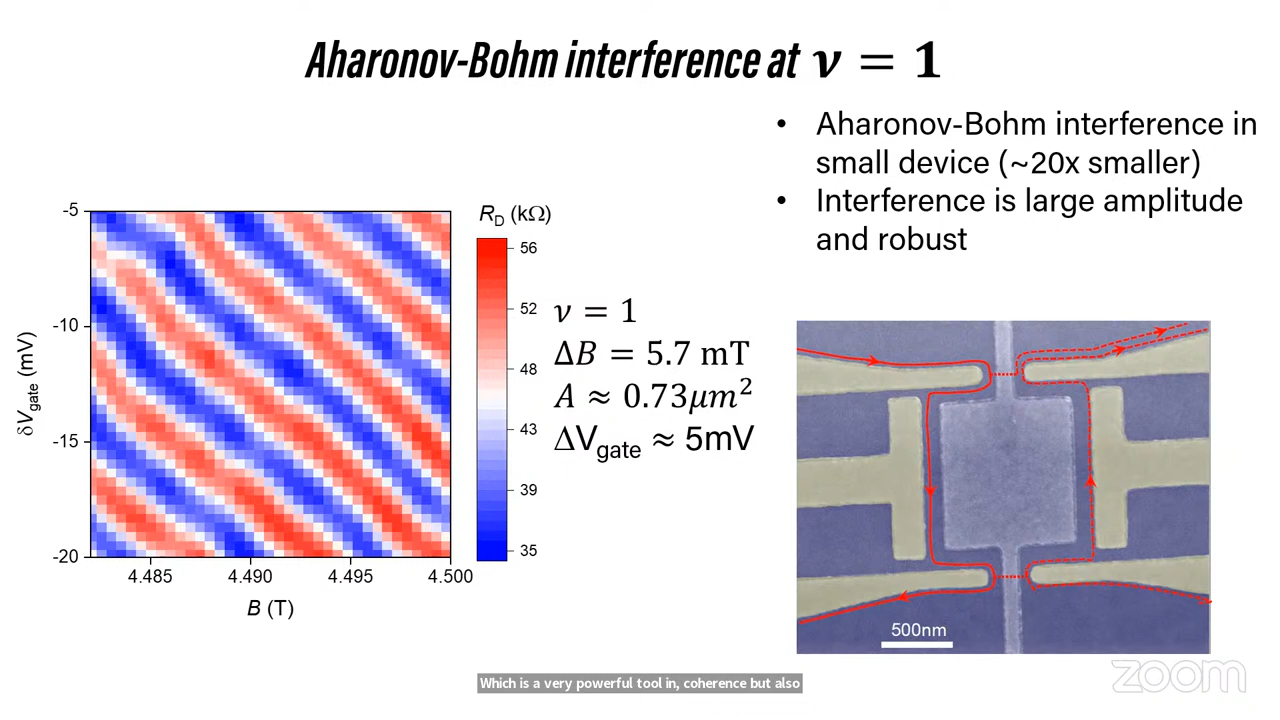 Aharonov-Bohm interference at ν = 1
• Aharonov-Bohm interference in
small device (~20x smaller)
• Interference is large amplitude
and robust
R_D (kΩ)
56
52
48
43
39
35
-5
-10
-15
-20
δV_gate (mV)
4.485 4.490 4.495 4.500
B (T)
ν = 1
ΔB = 5.7 mT
A ≈ 0.73μm²
ΔV_gate ≈ 5mV
500nm
Which is a very powerful tool in, coherence but also
zoom